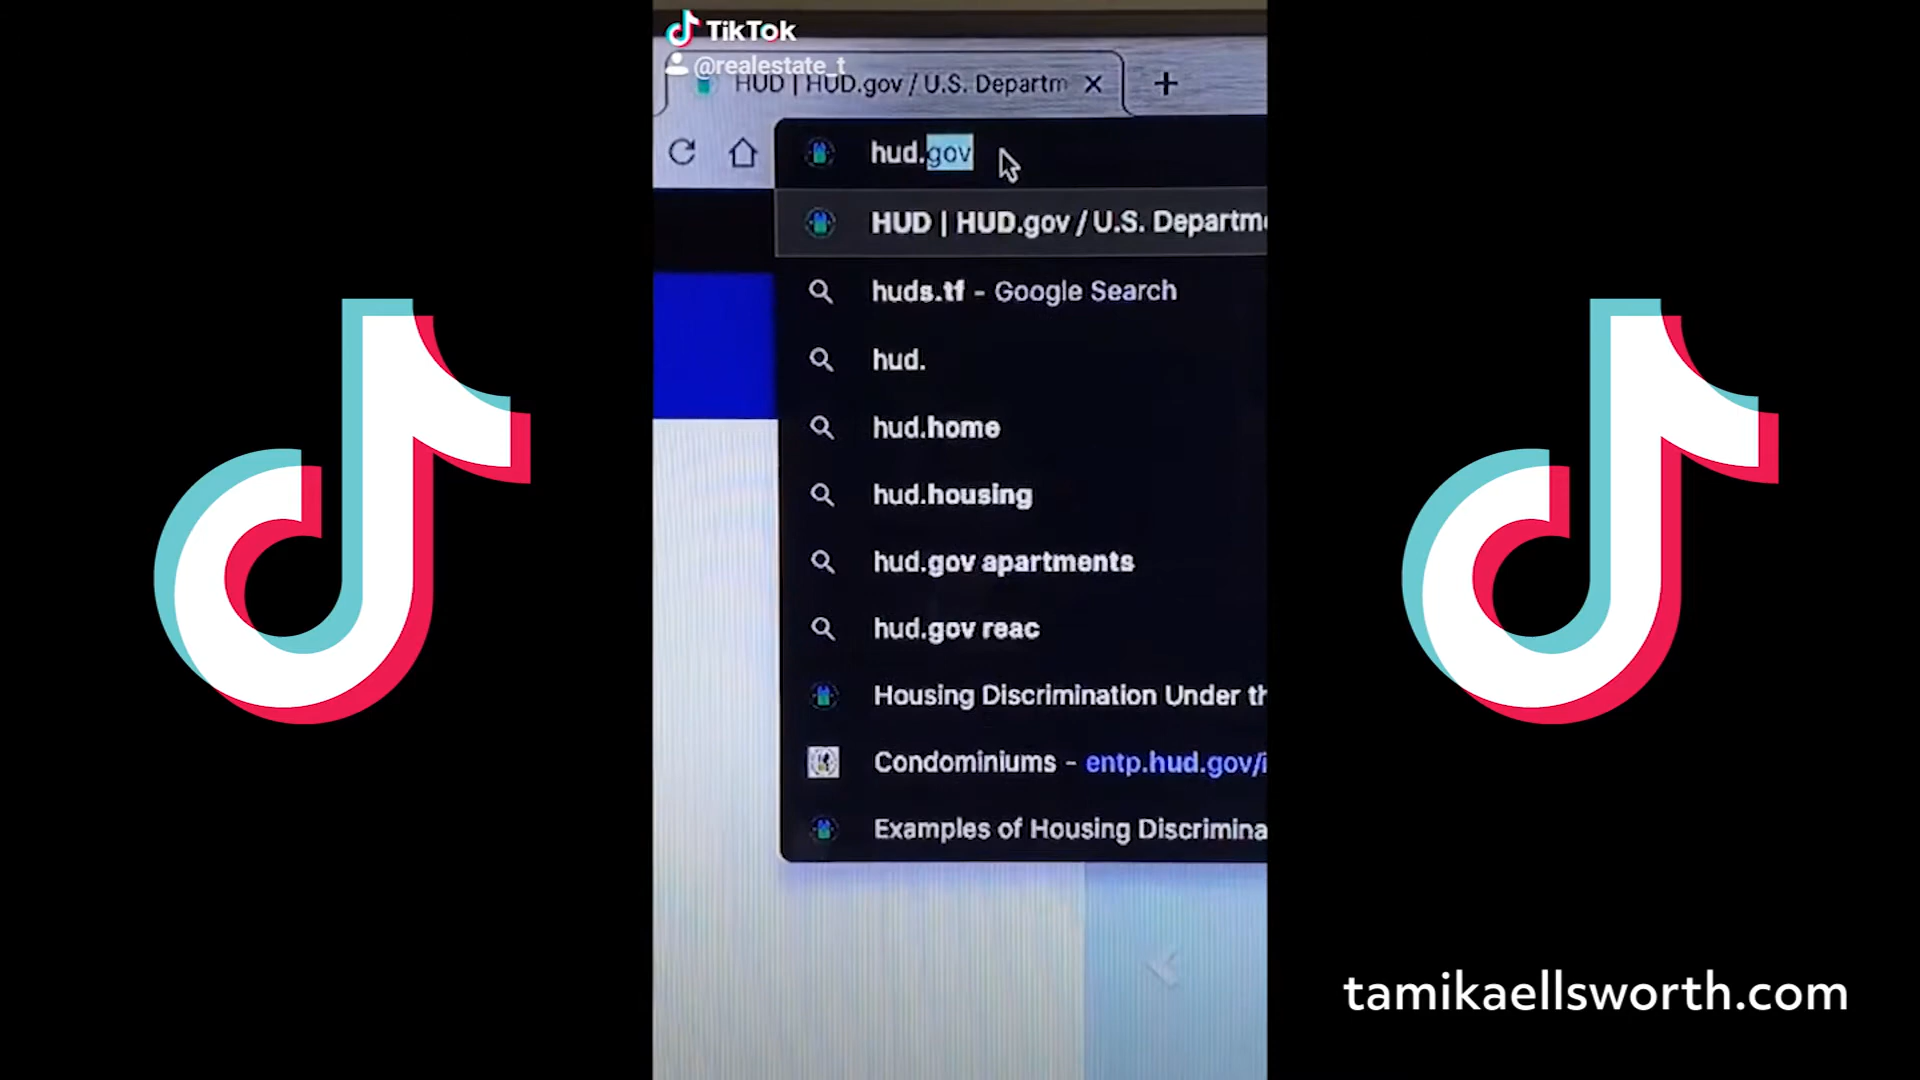 TikTok
@realestate_t
HUD | HUD.gov / U.S. Departm
hud.gov
HUD | HUD.gov / U.S. Departme
huds.tf - Google Search
hud.
hud.home
hud.housing
hud.gov apartments
hud.gov reac
Housing Discrimination Under th
Condominiums - entp.hud.gov/i
Examples of Housing Discrimina
tamikaellsworth.com